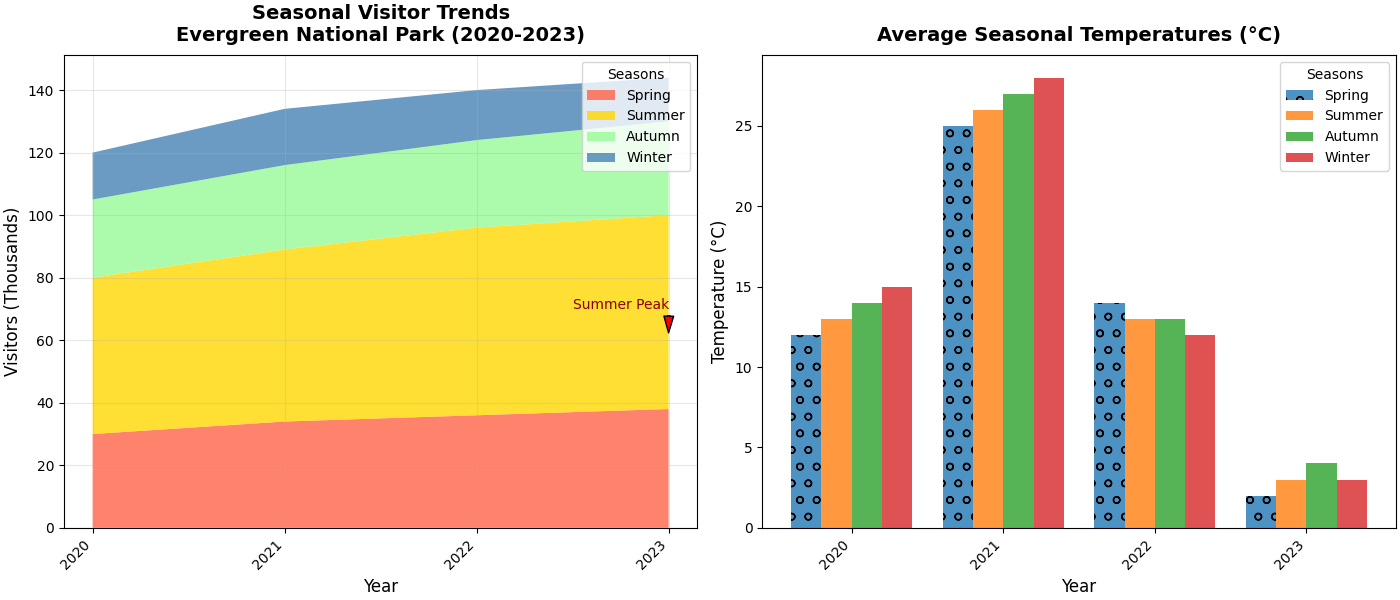 Seasonal Visitor Trends
Evergreen National Park (2020-2023)
Visitors (Thousands)
140
120
100
80
60
40
20
0
Seasons
Spring
Summer
Autumn
Winter
Summer Peak
2020
2021
2022
2023
Year
Average Seasonal Temperatures (°C)
Temperature (°C)
25
20
15
10
5
0
Seasons
Spring
Summer
Autumn
Winter
2020
2021
2022
2023
Year